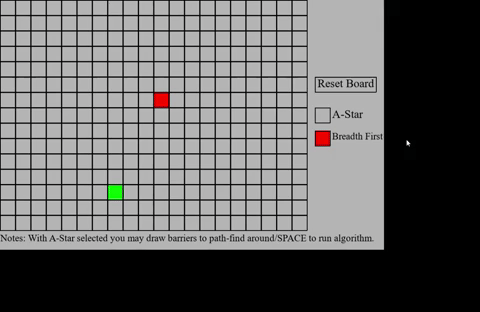 Reset Board
A-Star
Breadth First
Notes: With A-Star selected you may draw barriers to path-find around/SPACE to run algorithm.